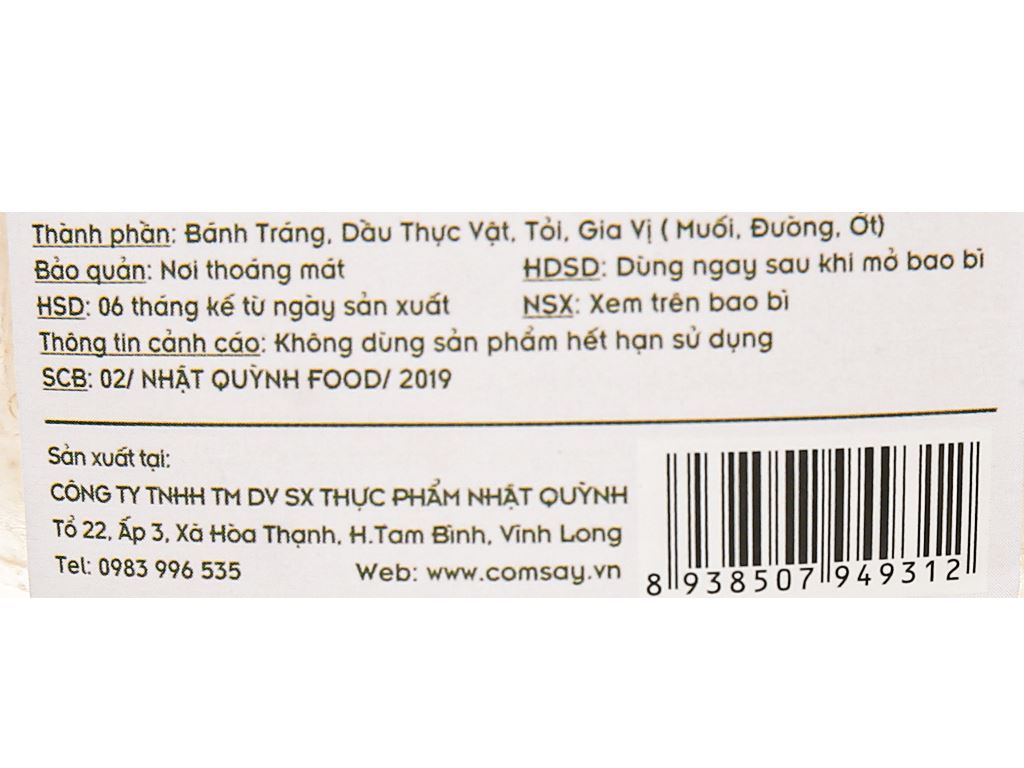 Thành phần: Bánh Tráng, Dầu Thực Vật, Tỏi, Gia Vị ( Muối, Đường, Ớt)
Bảo quản: Nơi thoáng mát HDSD: Dùng ngay sau khi mở bao bì
HSD: 06 tháng kế từ ngày sản xuất NSX: Xem trên bao bì
Thông tin cảnh cáo: Không dùng sản phẩm hết hạn sử dụng
SCB: 02/ NHẬT QUỲNH FOOD/ 2019
Sản xuất tại:
CÔNG TY TNHH TM DV SX THỰC PHẨM NHẬT QUỲNH
Tổ 22, Ấp 3, Xã Hòa Thạnh, H.Tam Bình, Vĩnh Long
Tel: 0983 996 535 Web: www.comsay.vn
8 938507 949312